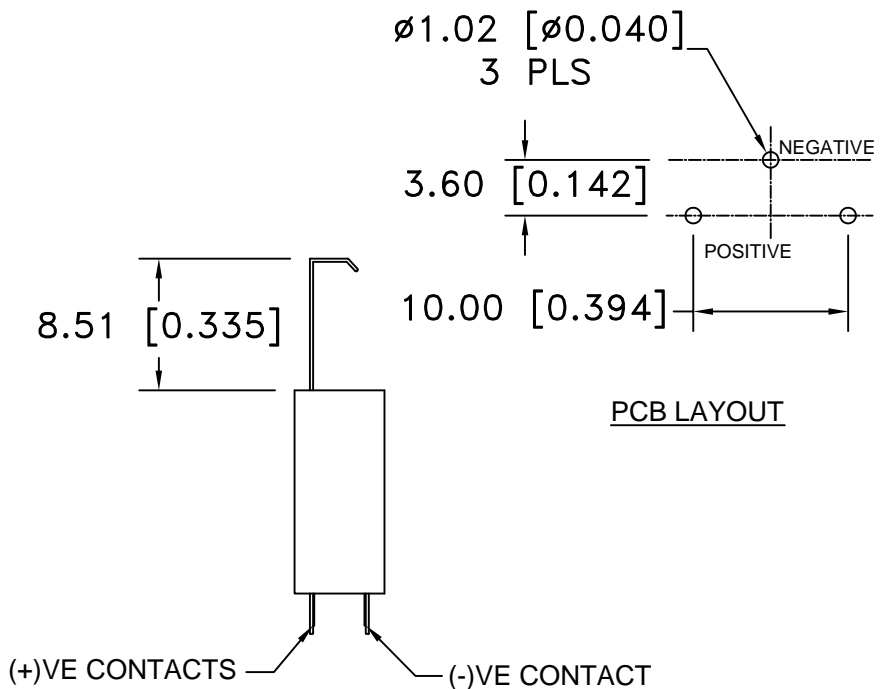 ø1.02 [ø0.040]
3 PLS
NEGATIVE
3.60 [0.142]
POSITIVE
8.51 [0.335]
10.00 [0.394]
PCB LAYOUT
(+)VE CONTACTS
(-)VE CONTACT